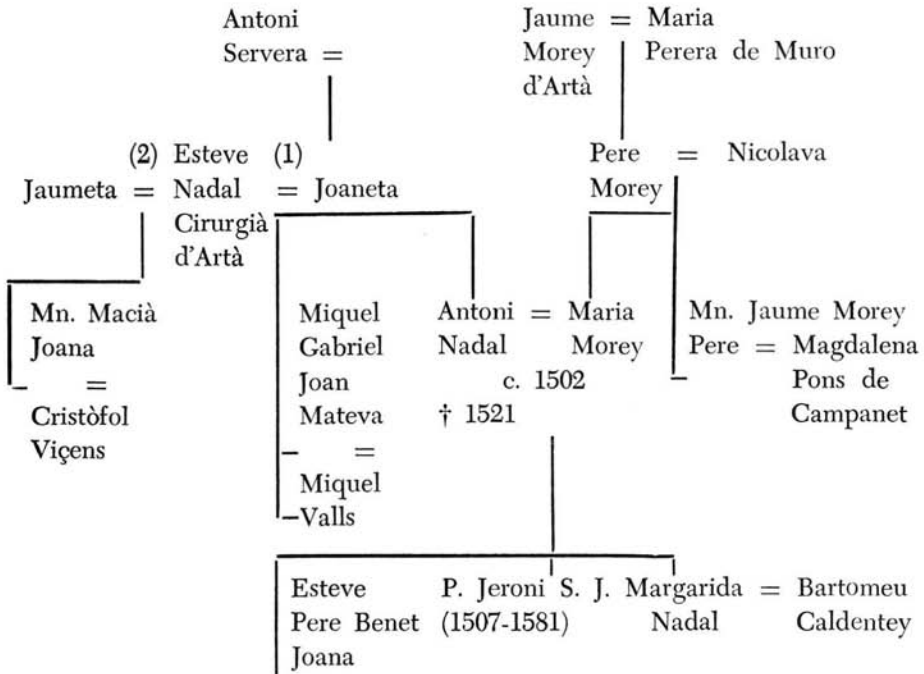 Antoni Jaume = Maria
Servera = Morey Perera de Muro
d'Artà
(2) Esteve (1) Pere = Nicolava
Jaumeta = Nadal = Joaneta Morey
Cirurgià
d'Artà
Mn. Macià Miquel Antoni = Maria Mn. Jaume Morey
Joana Gabriel Nadal Morey Pere = Magdalena
= Joan c. 1502 Pons de
Cristòfol Mateva † 1521 Campanet
Viçens =
Miquel
Valls
Esteve P. Jeroni S. J. Margarida = Bartomeu
Pere Benet (1507-1581) Nadal Caldentey
Joana